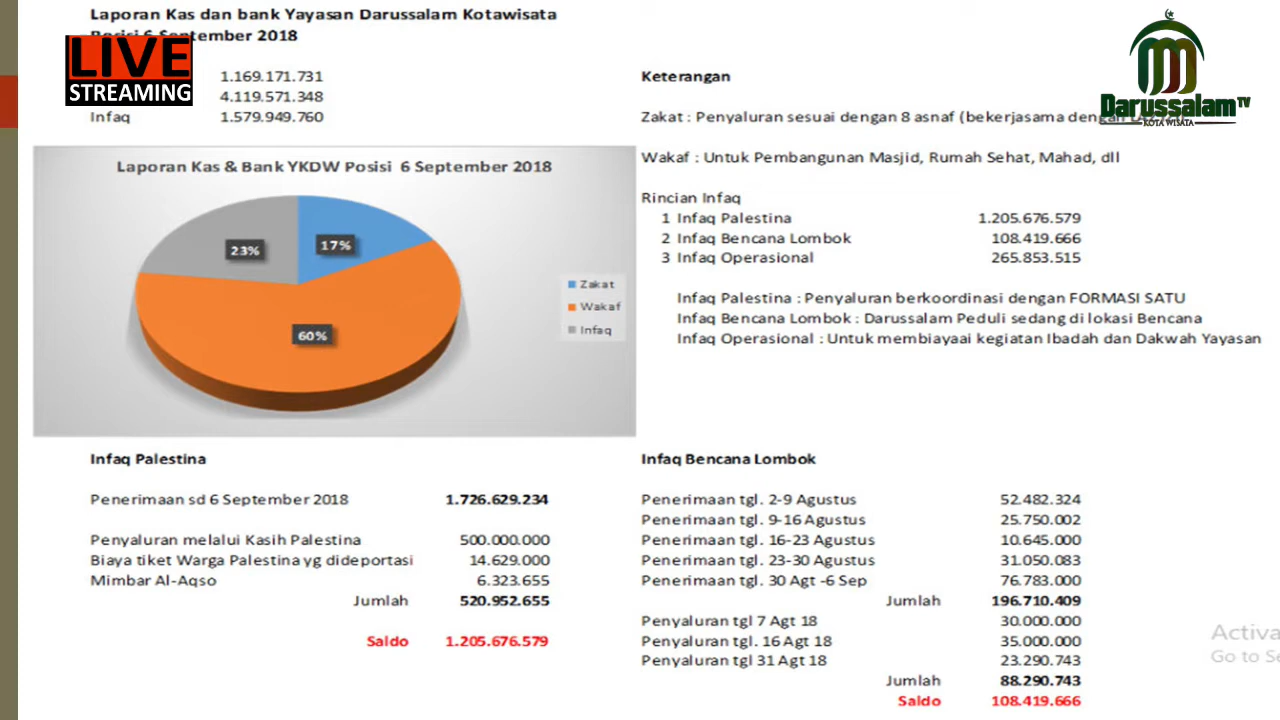 Laporan Kas dan bank Yayasan Darussalam Kotawisata
Posisi 6 September 2018
LIVE
STREAMING
1.169.171.731
4.119.571.348
Infaq 1.579.949.760
Darussalam TV
KOTA WISATA
Keterangan
Zakat : Penyaluran sesuai dengan 8 asnaf (bekerjasama dengan
Wakaf : Untuk Pembangunan Masjid, Rumah Sehat, Mahad, dll
Rincian Infaq
1 Infaq Palestina 1.205.676.579
2 Infaq Bencana Lombok 108.419.666
3 Infaq Operasional 265.853.515
Infaq Palestina : Penyaluran berkoordinasi dengan FORMASI SATU
Infaq Bencana Lombok : Darussalam Peduli sedang di lokasi Bencana
Infaq Operasional : Untuk membiayaai kegiatan Ibadah dan Dakwah Yayasan
Laporan Kas & Bank YKDW Posisi 6 September 2018
23%
17%
60%
Zakat
Wakaf
Infaq
Infaq Palestina
Penerimaan sd 6 September 2018 1.726.629.234
Penyaluran melalui Kasih Palestina 500.000.000
Biaya tiket Warga Palestina yg dideportasi 14.629.000
Mimbar Al-Aqso 6.323.655
Jumlah 520.952.655
Saldo 1.205.676.579
Infaq Bencana Lombok
Penerimaan tgl. 2-9 Agustus 52.482.324
Penerimaan tgl. 9-16 Agustus 25.750.002
Penerimaan tgl. 16-23 Agustus 10.645.000
Penerimaan tgl. 23-30 Agustus 31.050.083
Penerimaan tgl. 30 Agt -6 Sep 76.783.000
Jumlah 196.710.409
Penyaluran tgl 7 Agt 18 30.000.000
Penyaluran tgl. 16 Agt 18 35.000.000
Penyaluran tgl 31 Agt 18 23.290.743
Jumlah 88.290.743
Saldo 108.419.666
Activa
Go to Se